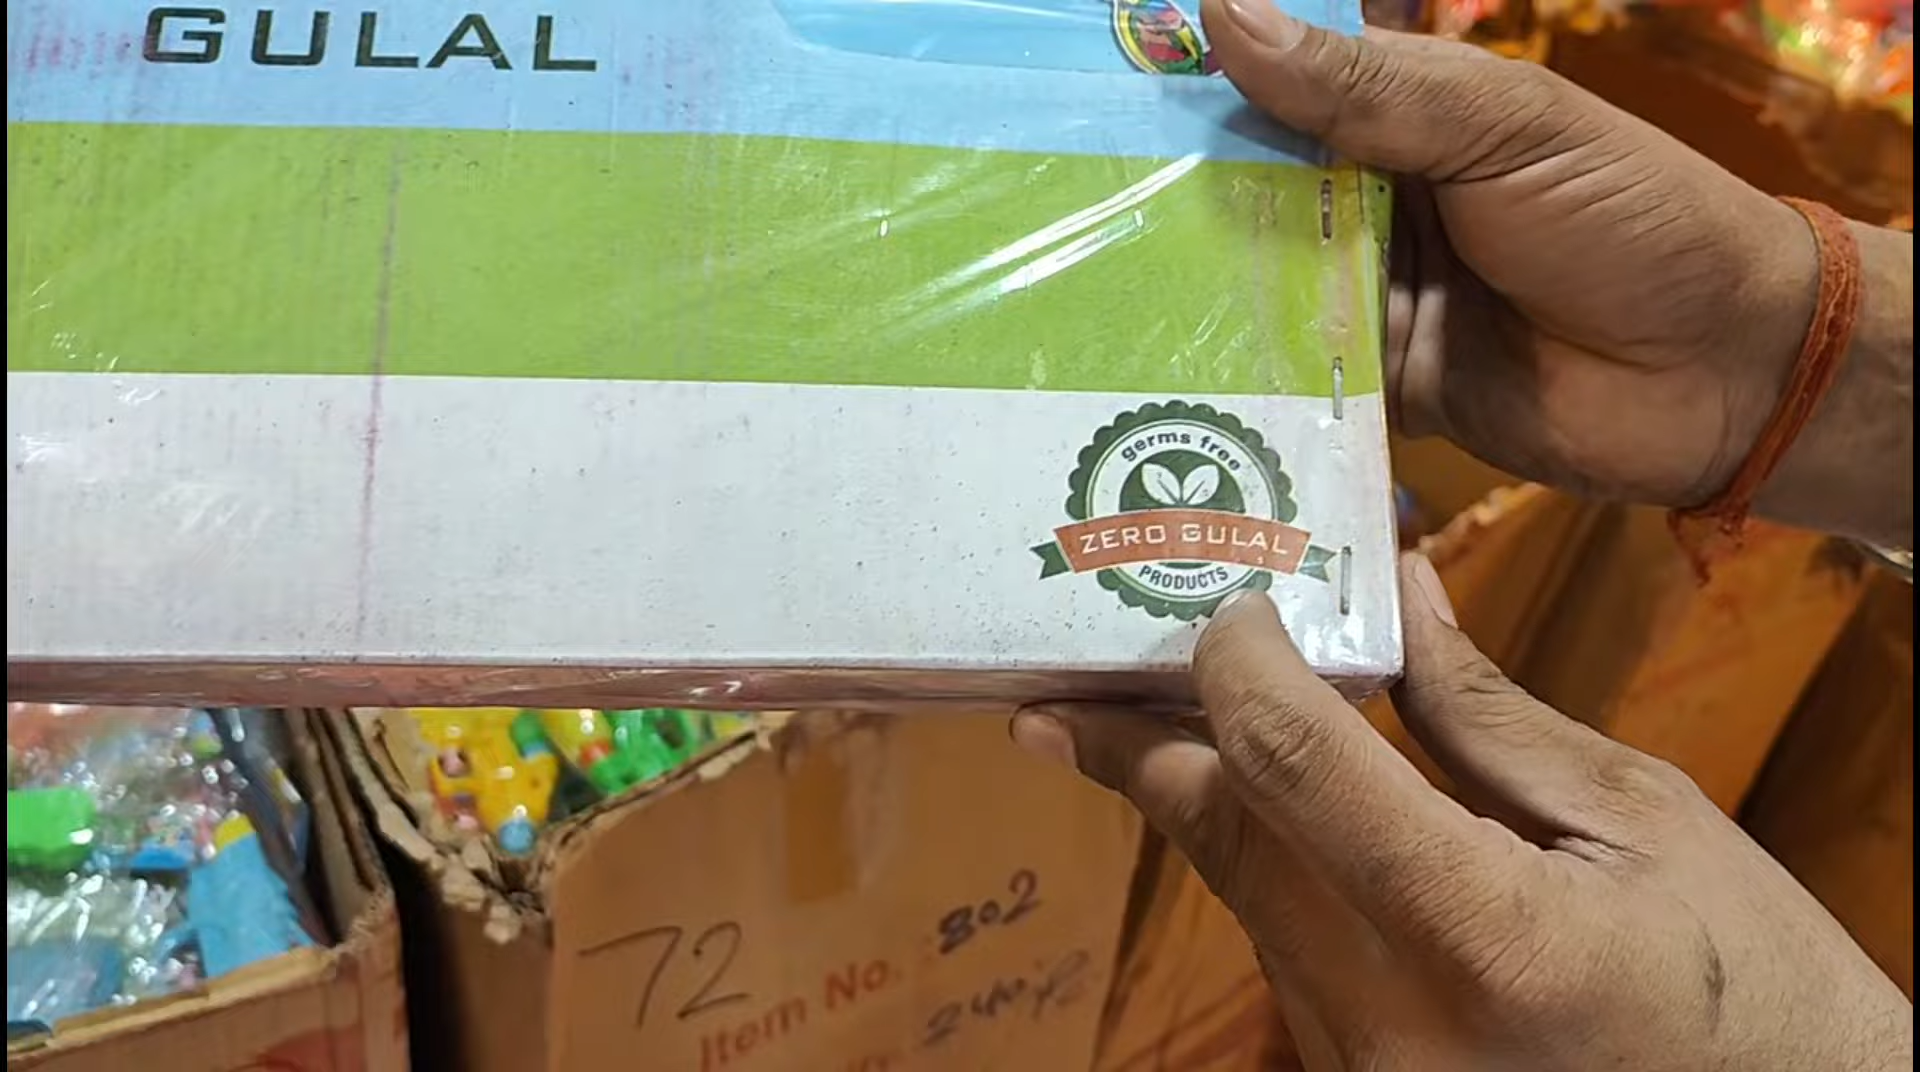 GULAL
germs free
ZERO GULAL
PRODUCTS
72
Item No. 802